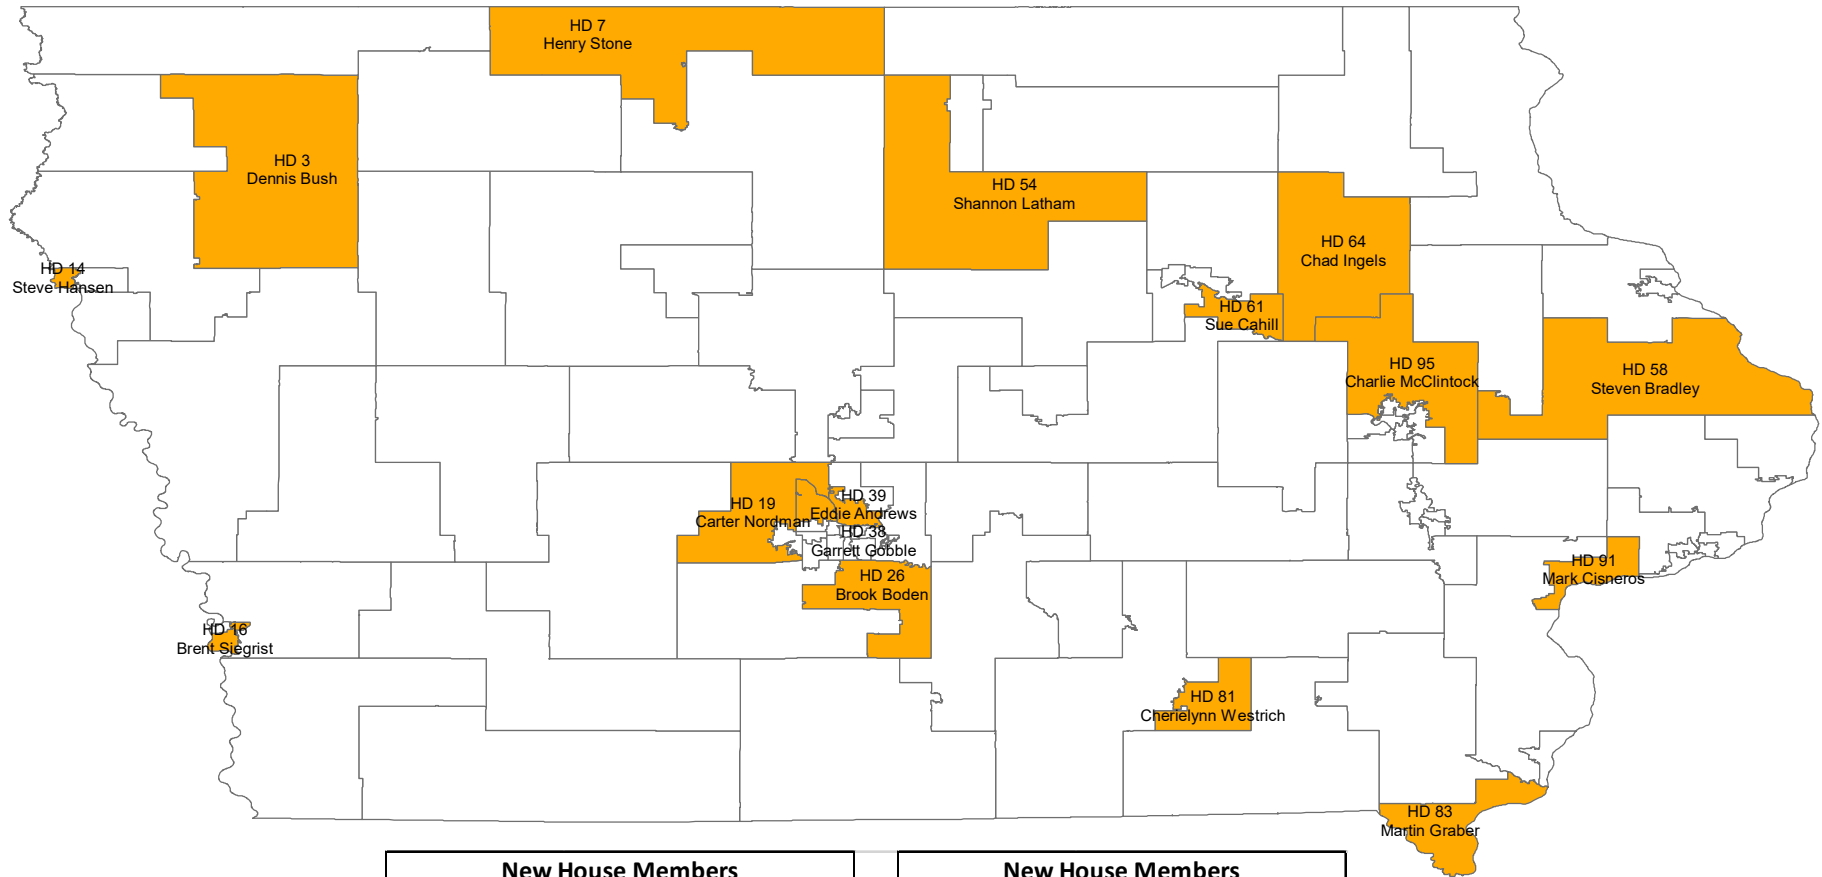 HD 7
Henry Stone
HD 3
Dennis Bush
HD 54
Shannon Latham
HD 64
Chad Ingels
HD 14
Steve Hansen
HD 61
Sue Cahill
HD 95
Charlie McClintock
HD 58
Steven Bradley
HD 19
Carter Nordman
HD 39
Eddie Andrews
HD 38
Garrett Gobble
HD 26
Brook Boden
HD 91
Mark Cisneros
HD 16
Brent Siegrist
HD 81
Cherielynn Westrich
HD 83
Martin Graber
New House Members
New House Members